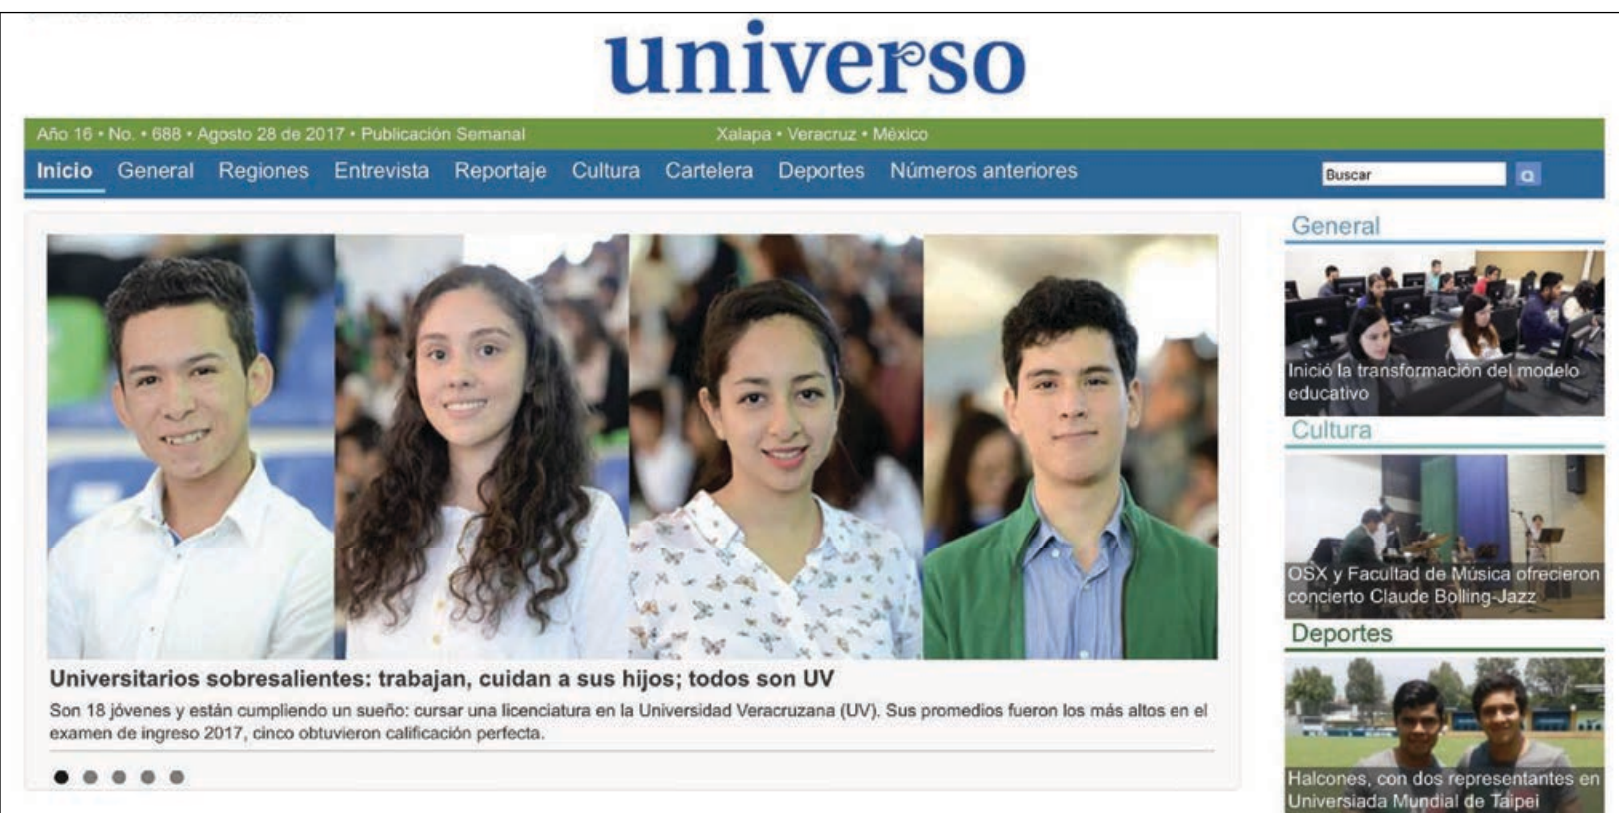 universo
Año 16 • No. • 688 • Agosto 28 de 2017 • Publicación Semanal
Xalapa • Veracruz • México
Inicio General Regiones Entrevista Reportaje Cultura Cartelera Deportes Números anteriores
Buscar
General
Inició la transformación del modelo
educativo
Cultura
OSX y Facultad de Música ofrecieron
concierto Claude Bolling-Jazz
Deportes
Halcones, con dos representantes en
Universiada Mundial de Taipei
Universitarios sobresalientes: trabajan, cuidan a sus hijos; todos son UV
Son 18 jóvenes y están cumpliendo un sueño: cursar una licenciatura en la Universidad Veracruzana (UV). Sus promedios fueron los más altos en el
examen de ingreso 2017, cinco obtuvieron calificación perfecta.